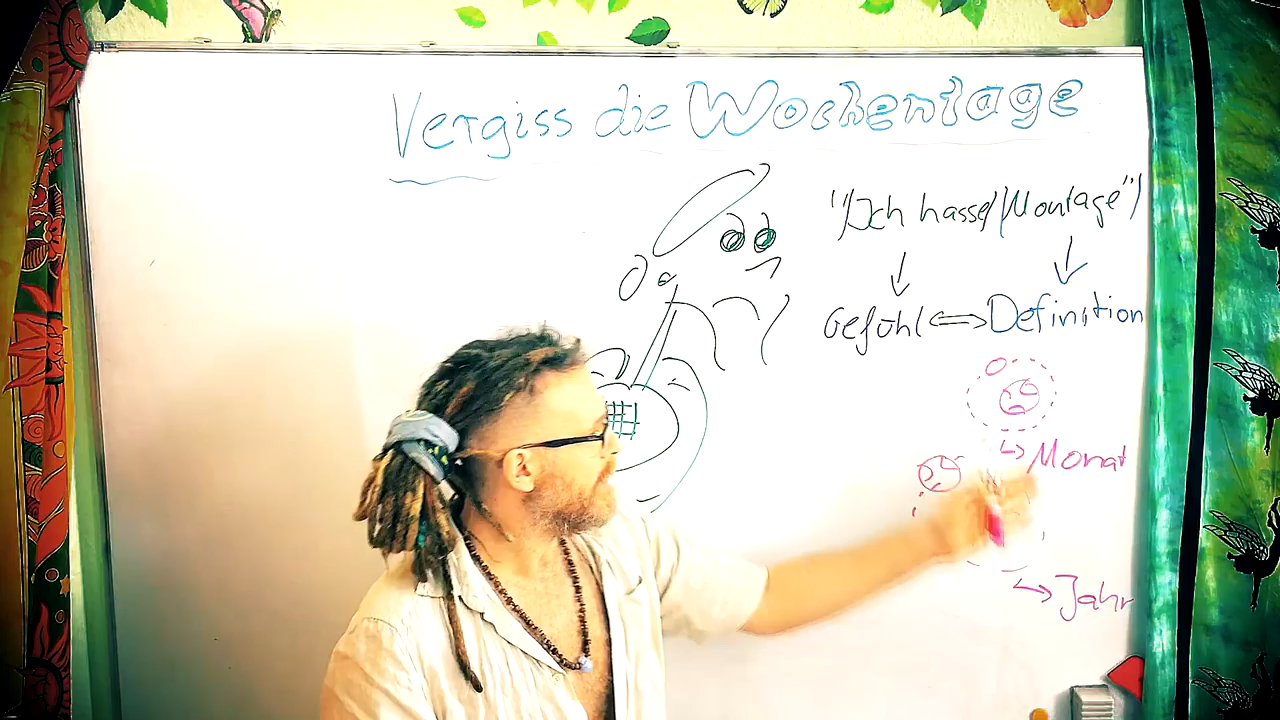 Vergiss die Wochentage
"Ich hasse Montage"
Gefühl Definition
Monat
Jahr